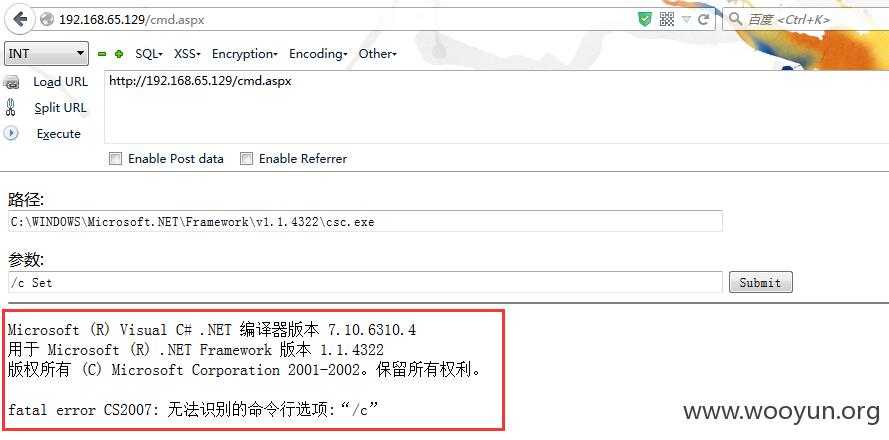 192.168.65.129/cmd.aspx
百度 <Ctrl+K>
INT
SQL▾ XSS▾ Encryption▾ Encoding▾ Other▾
Load URL
http://192.168.65.129/cmd.aspx
Split URL
Execute
Enable Post data Enable Referrer
路径:
C:\WINDOWS\Microsoft.NET\Framework\v1.1.4322\csc.exe
参数:
/c Set
Submit
Microsoft (R) Visual C# .NET 编译器版本 7.10.6310.4
用于 Microsoft (R) .NET Framework 版本 1.1.4322
版权所有 (C) Microsoft Corporation 2001-2002。保留所有权利。
fatal error CS2007: 无法识别的命令行选项:“/c”
www.wooyun.org